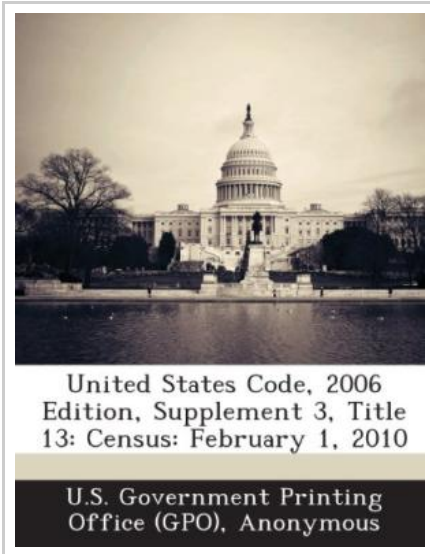 United States Code, 2006
Edition, Supplement 3, Title
13: Census: February 1, 2010
U.S. Government Printing
Office (GPO), Anonymous